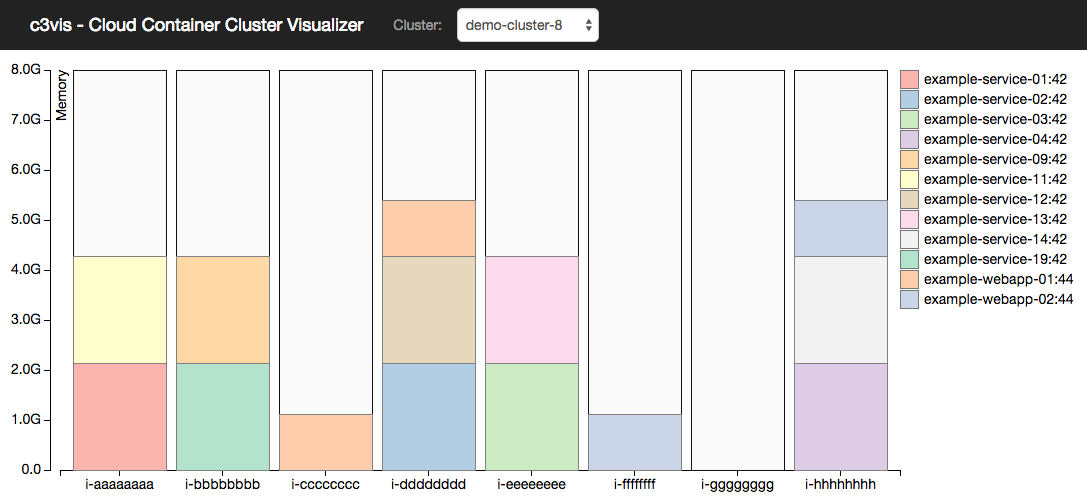 c3vis - Cloud Container Cluster Visualizer Cluster: demo-cluster-8
8.0G
7.0G
6.0G
5.0G
4.0G
3.0G
2.0G
1.0G
0.0
Memory
i-aaaaaaaa i-bbbbbbbbb i-cccccccc i-dddddddd i-eeeeeeee i-ffffffff i-gggggggg i-hhhhhhhh
example-service-01:42
example-service-02:42
example-service-03:42
example-service-04:42
example-service-09:42
example-service-11:42
example-service-12:42
example-service-13:42
example-service-14:42
example-service-19:42
example-webapp-01:44
example-webapp-02:44